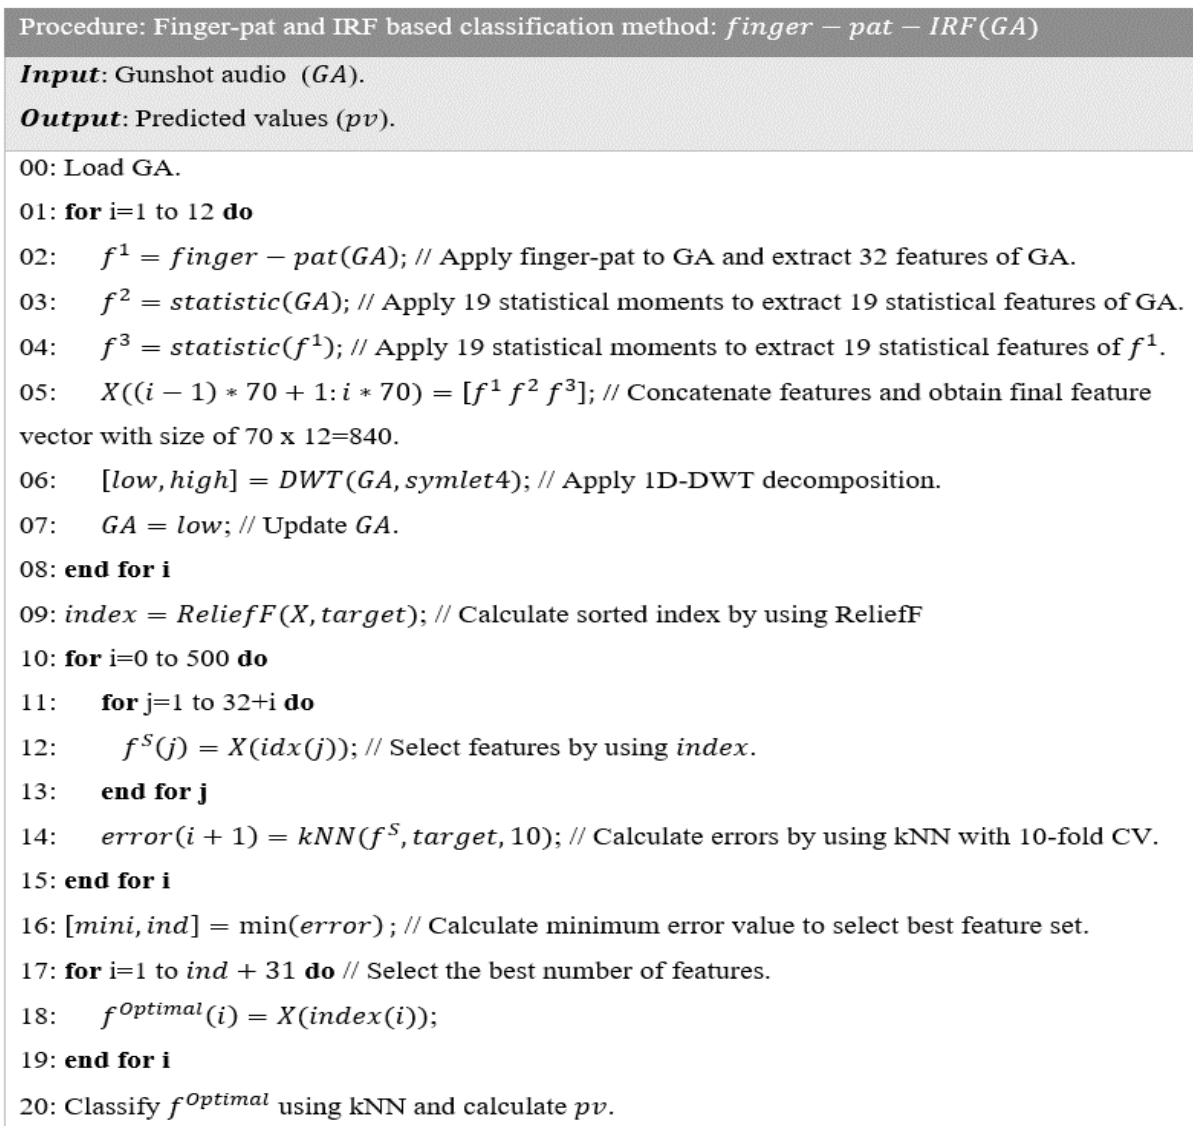 Procedure: Finger-pat and IRF based classification method: finger − pat − IRF(GA)
Input: Gunshot audio (GA).
Output: Predicted values (pv).
00: Load GA.
01: for i=1 to 12 do
02: f¹ = finger − pat(GA); // Apply finger-pat to GA and extract 32 features of GA.
03: f² = statistic(GA); // Apply 19 statistical moments to extract 19 statistical features of GA.
04: f³ = statistic(f¹); // Apply 19 statistical moments to extract 19 statistical features of f¹.
05: X((i − 1) ∗ 70 + 1: i ∗ 70) = [f¹ f² f³]; // Concatenate features and obtain final feature
vector with size of 70 x 12=840.
06: [low, high] = DWT(GA, symlet4); // Apply 1D-DWT decomposition.
07: GA = low; // Update GA.
08: end for i
09: index = ReliefF(X, target); // Calculate sorted index by using ReliefF
10: for i=0 to 500 do
11: for j=1 to 32+i do
12: f^S(j) = X(idx(j)); // Select features by using index.
13: end for j
14: error(i + 1) = kNN(f^S, target, 10); // Calculate errors by using kNN with 10-fold CV.
15: end for i
16: [mini, ind] = min(error); // Calculate minimum error value to select best feature set.
17: for i=1 to ind + 31 do // Select the best number of features.
18: f^Optimal(i) = X(index(i));
19: end for i
20: Classify f^Optimal using kNN and calculate pv.